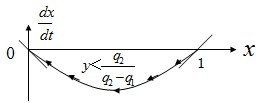 dx/dt
0
y < q₂/(q₂-q₁)
1
x